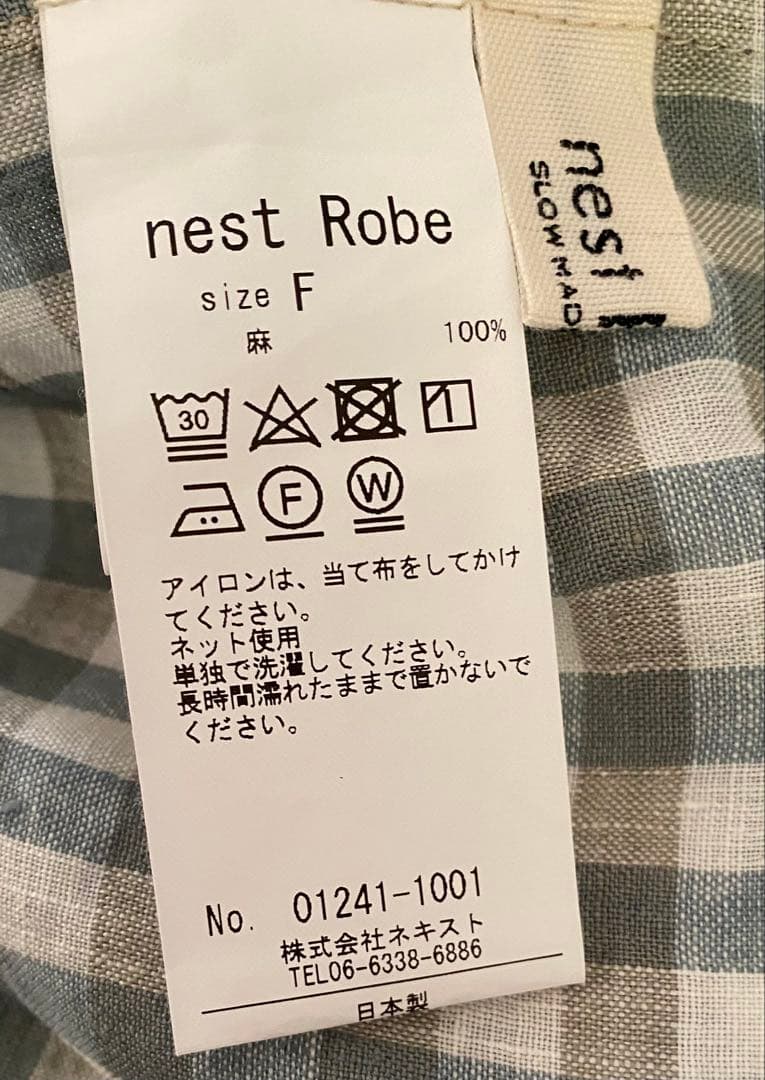 nest Robe
size F
麻 100%
30
F W
アイロンは、当て布をしてかけ
てください。
ネット使用
単独で洗濯してください。
長時間濡れたままで置かないで
ください。
No. 01241-1001
株式会社ネキスト
TEL06-6338-6886
日本製
nest
SLOW MADE